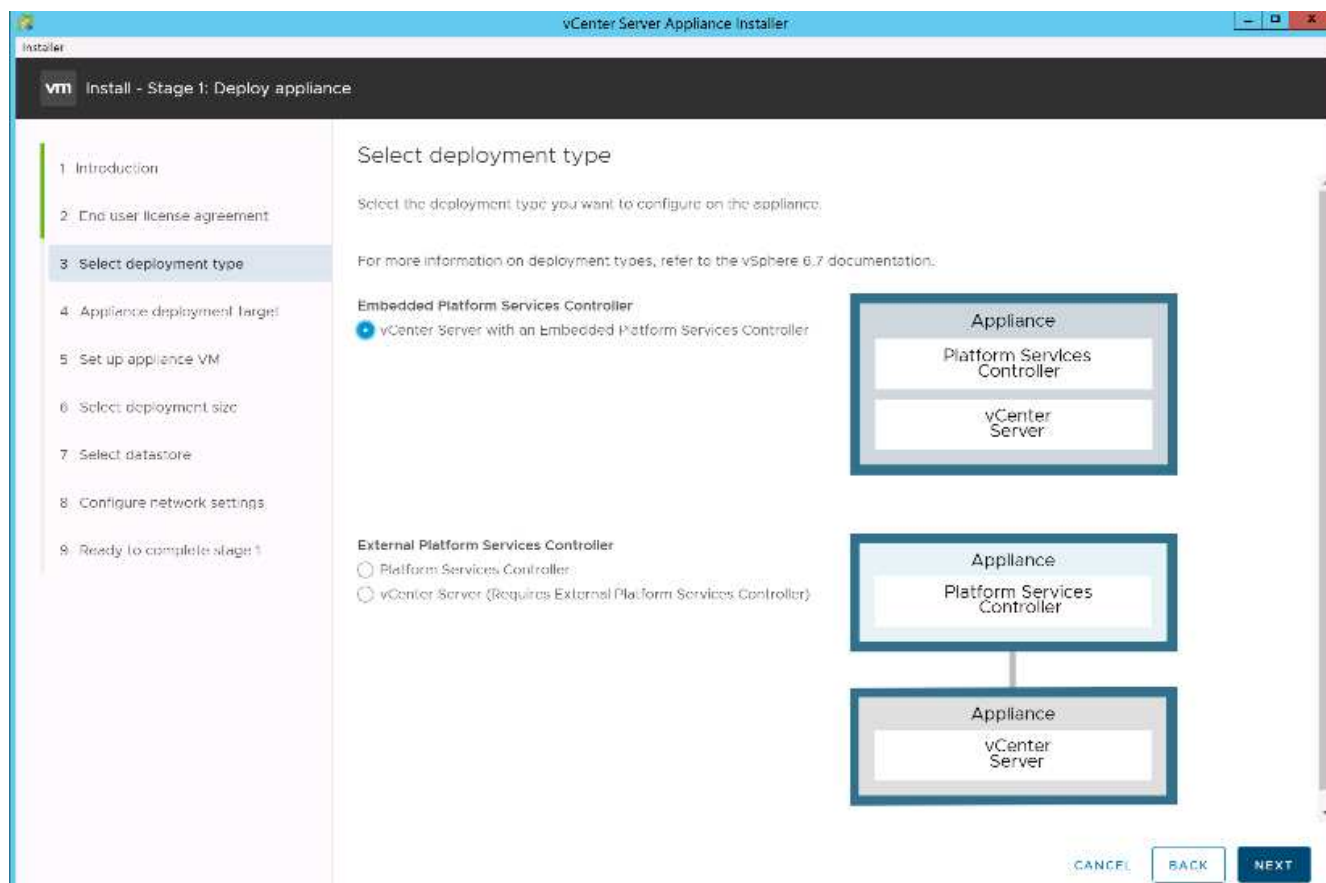 vCenter Server Appliance Installer
Installer
vm Install - Stage 1: Deploy appliance
1 Introduction
2 End user license agreement
3 Select deployment type
4 Appliance deployment target
5 Set up appliance VM
6 Select deployment size
7 Select datastore
8 Configure network settings
9 Ready to complete stage 1
Select deployment type
Select the deployment type you want to configure on the appliance.
For more information on deployment types, refer to the vSphere 6.7 documentation.
Embedded Platform Services Controller
vCenter Server with an Embedded Platform Services Controller
Appliance
Platform Services
Controller
vCenter
Server
External Platform Services Controller
Platform Services Controller
vCenter Server (Requires External Platform Services Controller)
Appliance
Platform Services
Controller
Appliance
vCenter
Server
CANCEL BACK NEXT